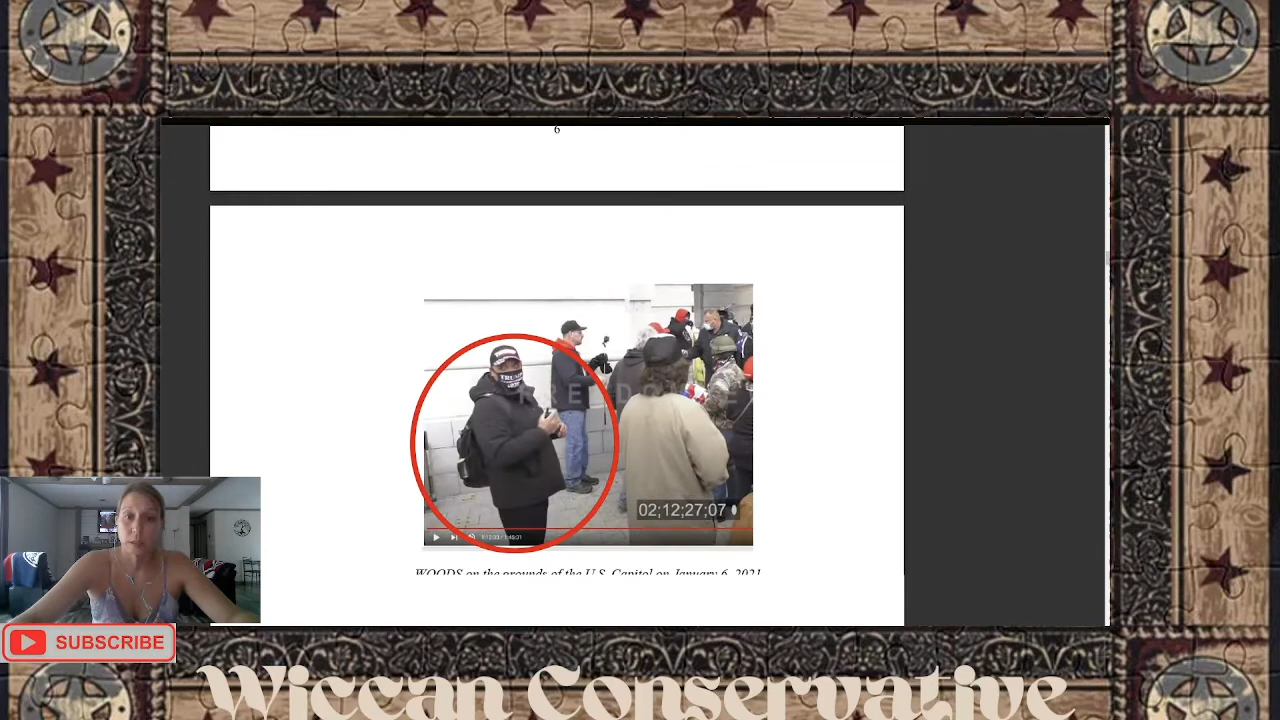 6
TRUMP
02;12;27;07
WOODS on the grounds of the U.S. Capitol on January 6, 2021
SUBSCRIBE
Wiccan Conservative